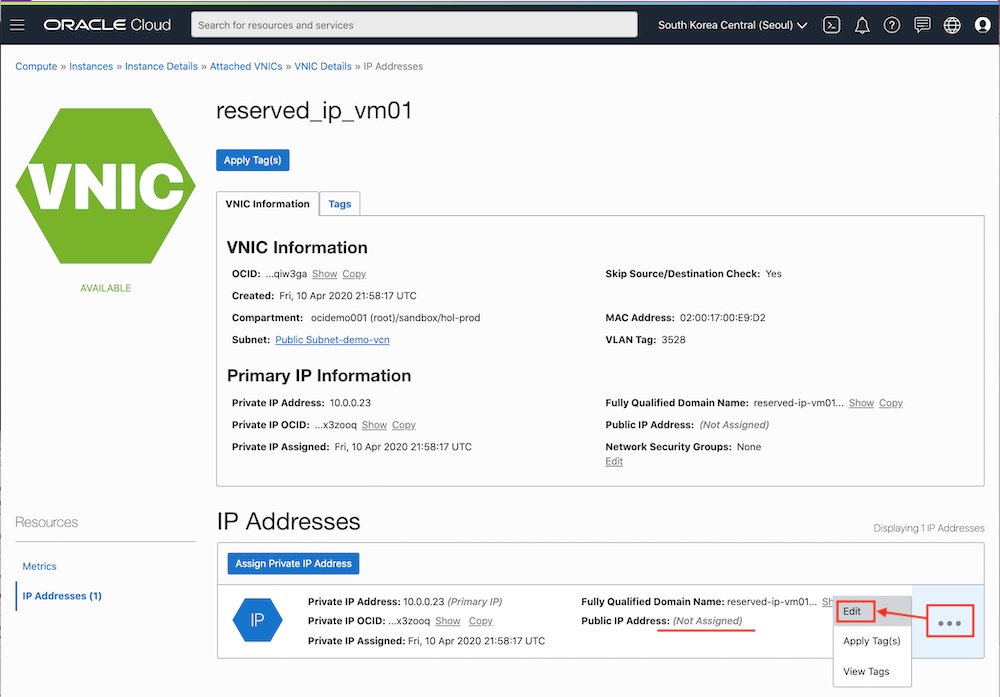 ORACLE Cloud
Search for resources and services
South Korea Central (Seoul)
Compute » Instances » Instance Details » Attached VNICs » VNIC Details » IP Addresses
VNIC
AVAILABLE
reserved_ip_vm01
Apply Tag(s)
VNIC Information
Tags
VNIC Information
OCID: ...qiw3ga Show Copy
Created: Fri, 10 Apr 2020 21:58:17 UTC
Compartment: ocidemo001 (root)/sandbox/hol-prod
Subnet: Public Subnet-demo-vcn
Skip Source/Destination Check: Yes
MAC Address: 02:00:17:00:E9:D2
VLAN Tag: 3528
Primary IP Information
Private IP Address: 10.0.0.23
Private IP OCID: ...x3zooq Show Copy
Private IP Assigned: Fri, 10 Apr 2020 21:58:17 UTC
Fully Qualified Domain Name: reserved-ip-vm01... Show Copy
Public IP Address: (Not Assigned)
Network Security Groups: None
Edit
Resources
Metrics
IP Addresses (1)
IP Addresses
Displaying 1 IP Addresses
Assign Private IP Address
IP
Private IP Address: 10.0.0.23 (Primary IP)
Private IP OCID: ...x3zooq Show Copy
Private IP Assigned: Fri, 10 Apr 2020 21:58:17 UTC
Fully Qualified Domain Name: reserved-ip-vm01... Sh
Public IP Address: (Not Assigned)
Edit
Apply Tag(s)
View Tags